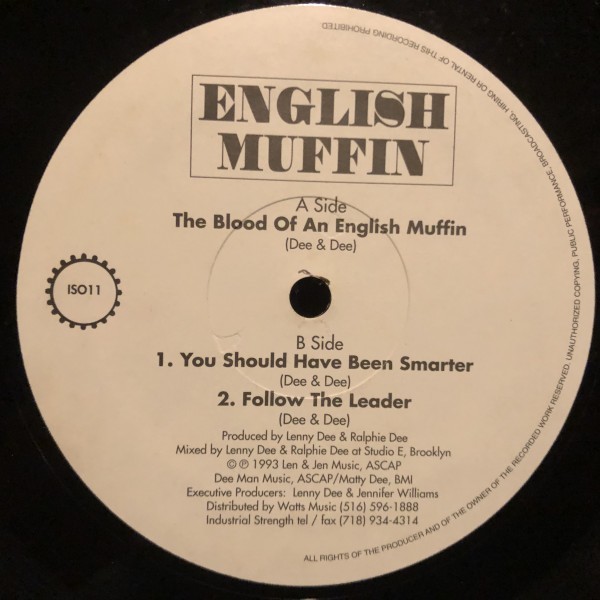 ENGLISH
MUFFIN
A Side
The Blood Of An English Muffin
(Dee & Dee)
ISO11
B Side
1. You Should Have Been Smarter
(Dee & Dee)
2. Follow The Leader
(Dee & Dee)
Produced by Lenny Dee & Ralphie Dee
Mixed by Lenny Dee & Ralphie Dee at Studio E, Brooklyn
© ℗ 1993 Len & Jen Music, ASCAP
Dee Man Music, ASCAP/Matty Dee, BMI
Executive Producers: Lenny Dee & Jennifer Williams
Distributed by Watts Music (516) 596-1888
Industrial Strength tel / fax (718) 934-4314
ALL RIGHTS OF THE PRODUCER AND OF THE OWNER OF THE RECORDED WORK RESERVED. UNAUTHORIZED COPYING, PUBLIC PERFORMANCE, BROADCASTING, HIRING OR RENTAL OF THIS RECORDING PROHIBITED.